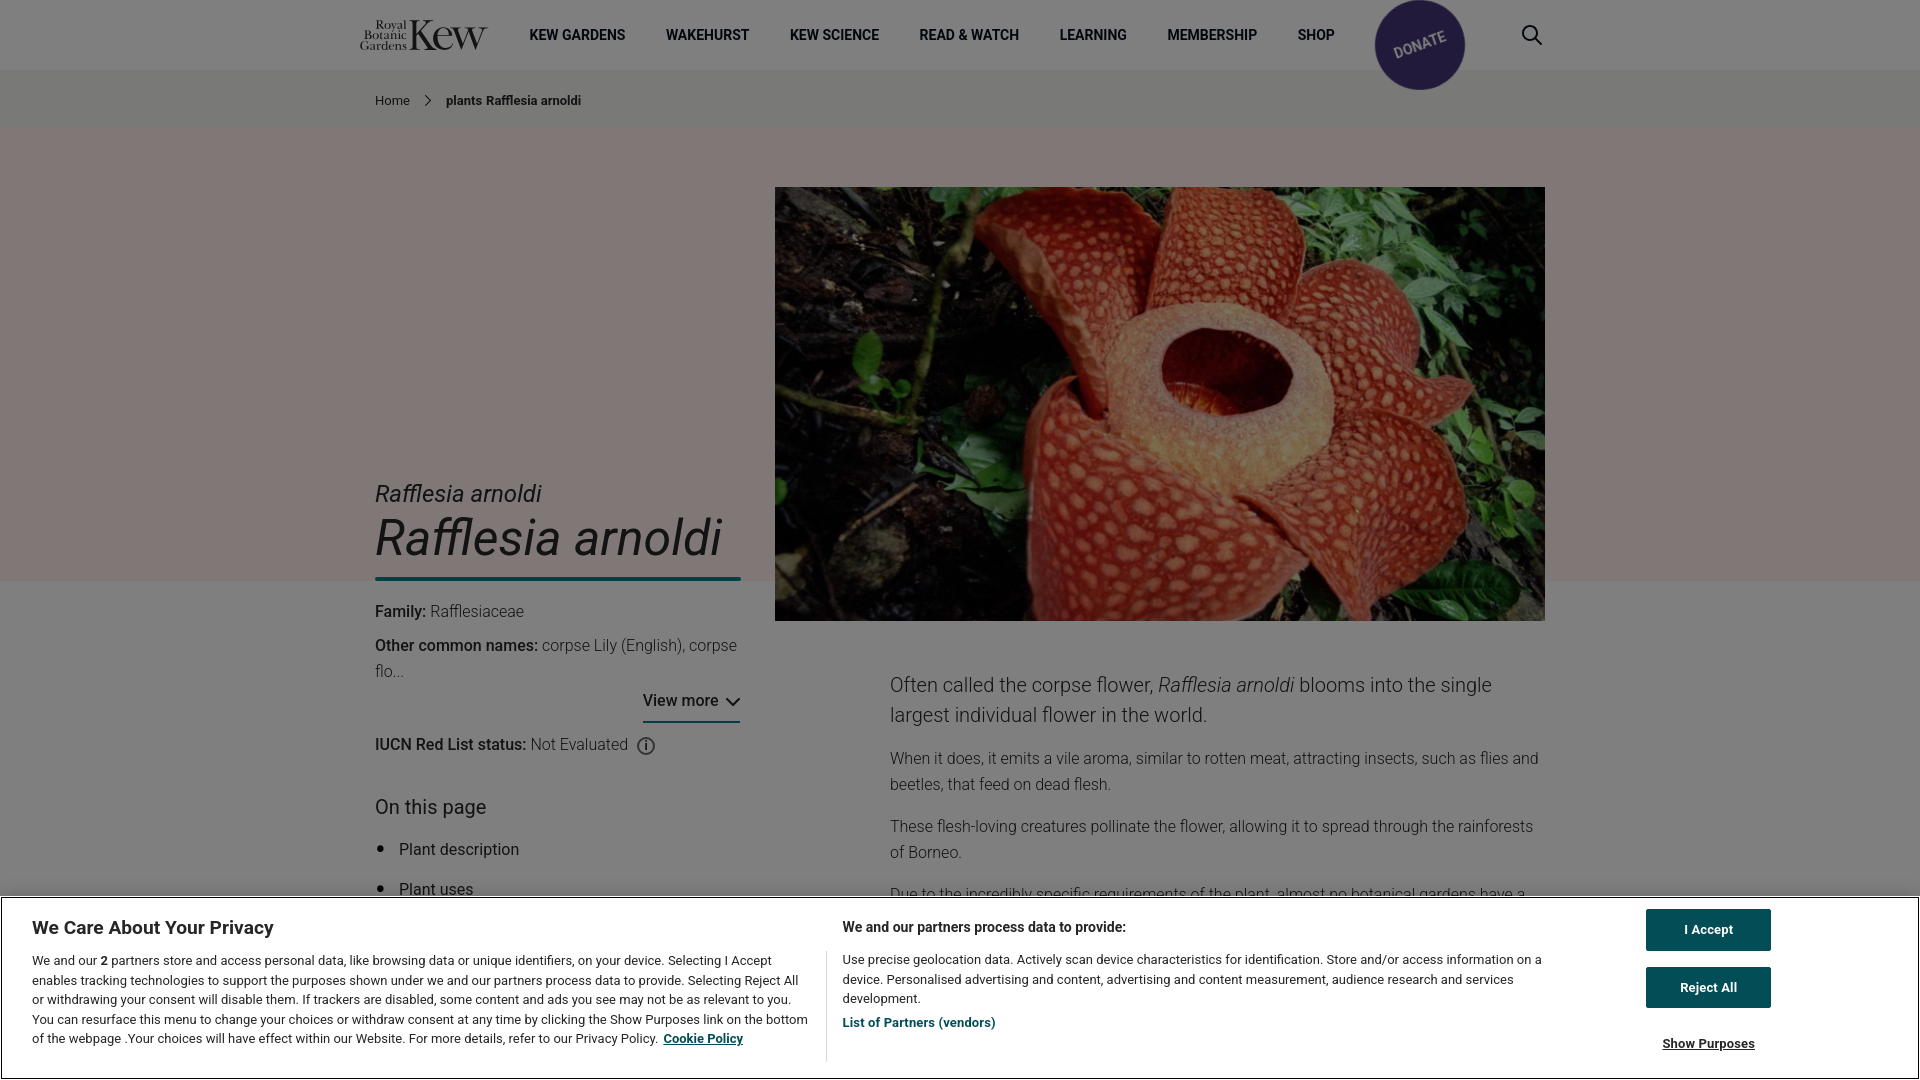 Royal
Botanic
Gardens
Kew
KEW GARDENS
WAKEHURST
KEW SCIENCE
READ & WATCH
LEARNING
MEMBERSHIP
SHOP
DONATE
Home
plants Rafflesia arnoldi
Rafflesia arnoldi
Rafflesia arnoldi
Family: Rafflesiaceae
Other common names: corpse Lily (English), corpse
flo...
View more
IUCN Red List status: Not Evaluated
On this page
Plant description
Plant uses
Often called the corpse flower, Rafflesia arnoldi blooms into the single
largest individual flower in the world.
When it does, it emits a vile aroma, similar to rotten meat, attracting insects, such as flies and
beetles, that feed on dead flesh.
These flesh-loving creatures pollinate the flower, allowing it to spread through the rainforests
of Borneo.
Due to the incredibly specific requirements of the plant, almost no botanical gardens have a
We Care About Your Privacy
We and our 2 partners store and access personal data, like browsing data or unique identifiers, on your device. Selecting I Accept
enables tracking technologies to support the purposes shown under we and our partners process data to provide. Selecting Reject All
or withdrawing your consent will disable them. If trackers are disabled, some content and ads you see may not be as relevant to you.
You can resurface this menu to change your choices or withdraw consent at any time by clicking the Show Purposes link on the bottom
of the webpage .Your choices will have effect within our Website. For more details, refer to our Privacy Policy. Cookie Policy
We and our partners process data to provide:
Use precise geolocation data. Actively scan device characteristics for identification. Store and/or access information on a
device. Personalised advertising and content, advertising and content measurement, audience research and services
development.
List of Partners (vendors)
I Accept
Reject All
Show Purposes